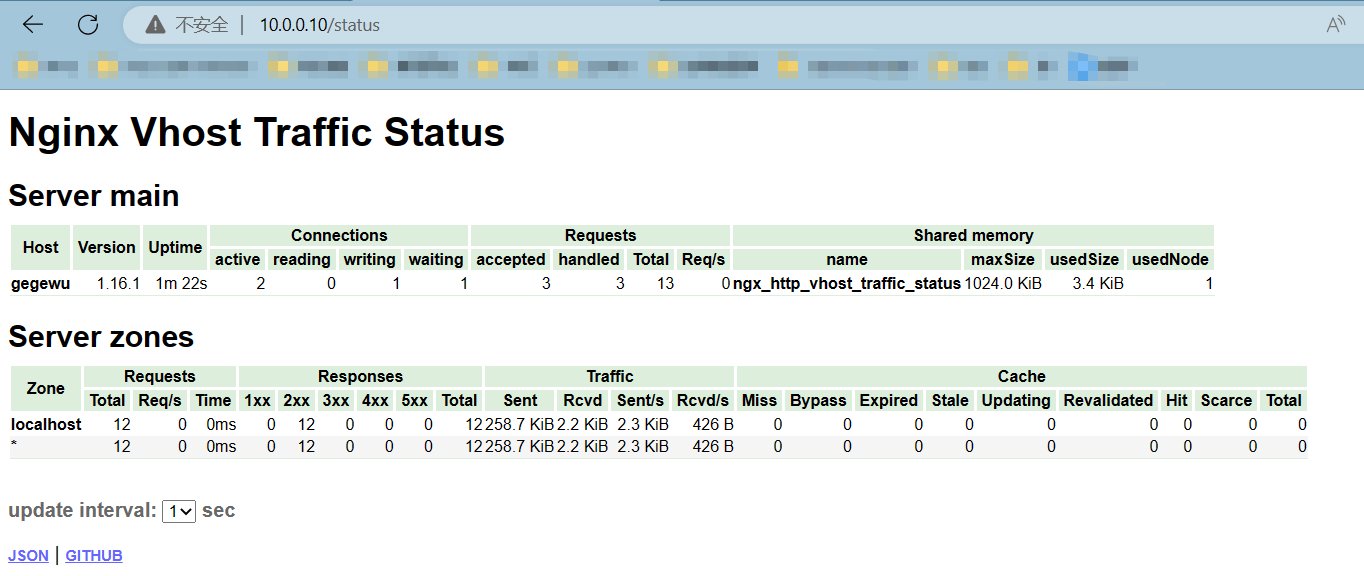 不安全 | 10.0.0.10/status
Nginx Vhost Traffic Status
Server main
Host Version Uptime Connections Requests Shared memory
active reading writing waiting accepted handled Total Req/s name maxSize usedSize usedNode
gegewu 1.16.1 1m 22s 2 0 1 1 3 3 13 0 ngx_http_vhost_traffic_status 1024.0 KiB 3.4 KiB 1
Server zones
Zone Requests Responses Traffic Cache
Total Req/s Time 1xx 2xx 3xx 4xx 5xx Total Sent Rcvd Sent/s Rcvd/s Miss Bypass Expired Stale Updating Revalidated Hit Scarce Total
localhost 12 0 0ms 0 12 0 0 0 12 258.7 KiB 2.2 KiB 2.3 KiB 426 B 0 0 0 0 0 0 0 0 0
* 12 0 0ms 0 12 0 0 0 12 258.7 KiB 2.2 KiB 2.3 KiB 426 B 0 0 0 0 0 0 0 0 0
update interval: 1 sec
JSON | GITHUB